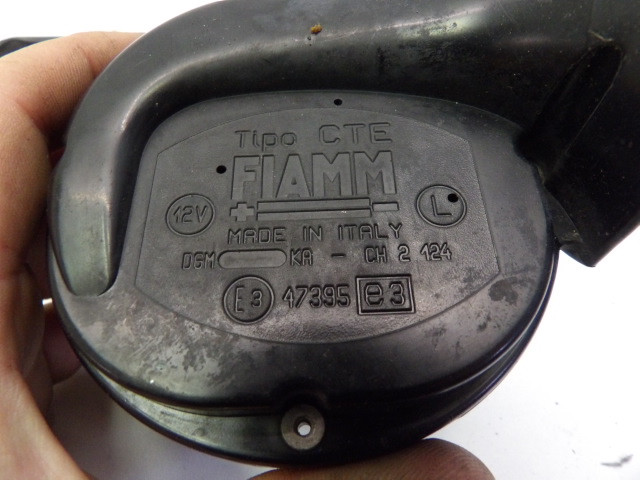 Tipo CTE
FIAMM
+ -
12V L
MADE IN ITALY
DGM KA - CH 2 124
E3 47395 e3